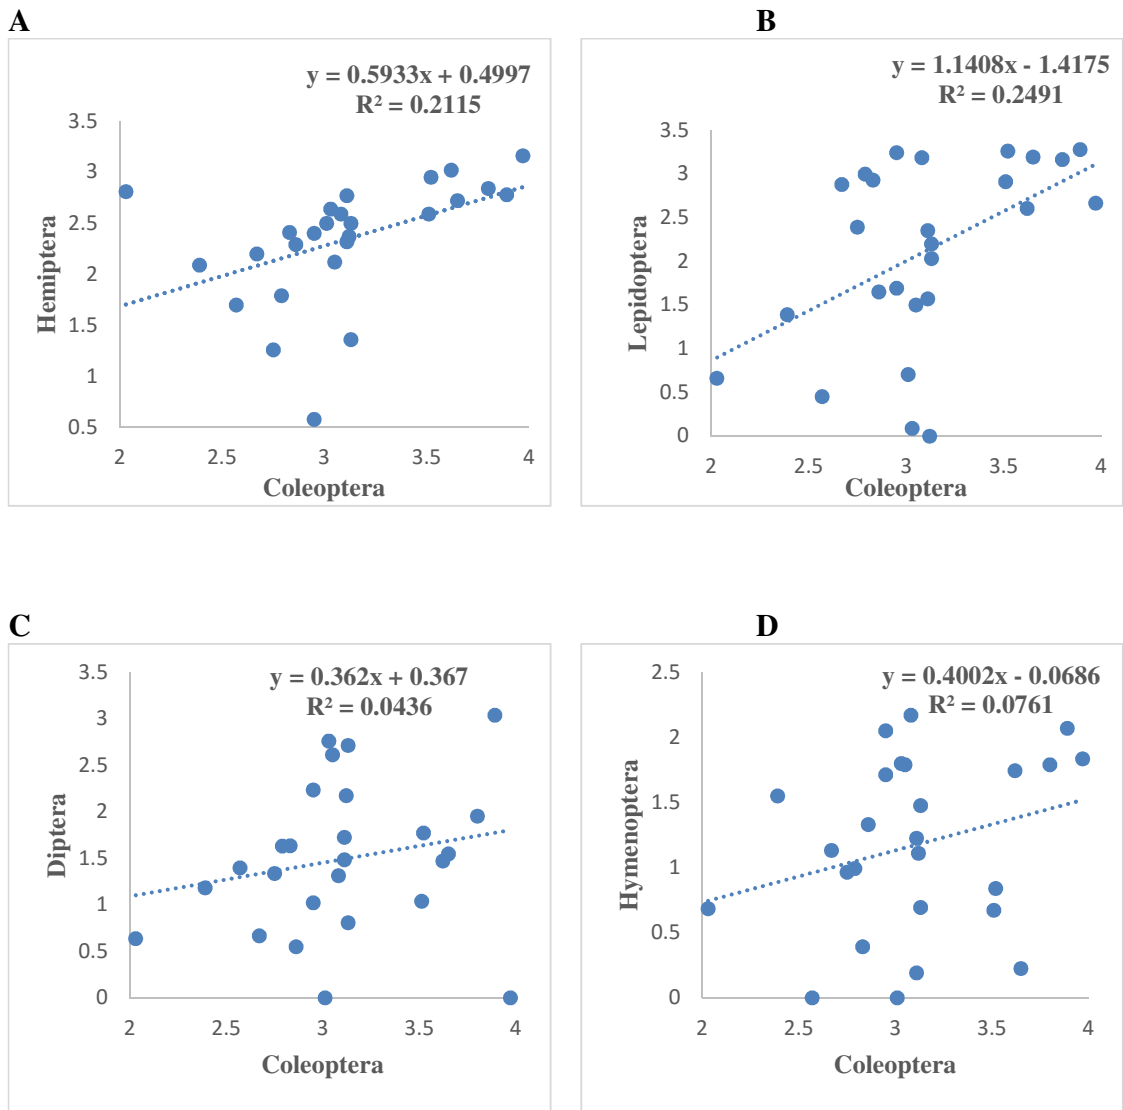 A
y = 0.5933x + 0.4997
R² = 0.2115
3.5
3
2.5
2
1.5
1
0.5
2
2.5
3
3.5
4
Hemiptera
Coleoptera
B
y = 1.1408x - 1.4175
R² = 0.2491
3.5
3
2.5
2
1.5
1
0.5
0
2
2.5
3
3.5
4
Lepidoptera
Coleoptera
C
y = 0.362x + 0.367
R² = 0.0436
3.5
3
2.5
2
1.5
1
0.5
0
2
2.5
3
3.5
4
Diptera
Coleoptera
D
y = 0.4002x - 0.0686
R² = 0.0761
2.5
2
1.5
1
0.5
0
2
2.5
3
3.5
4
Hymenoptera
Coleoptera